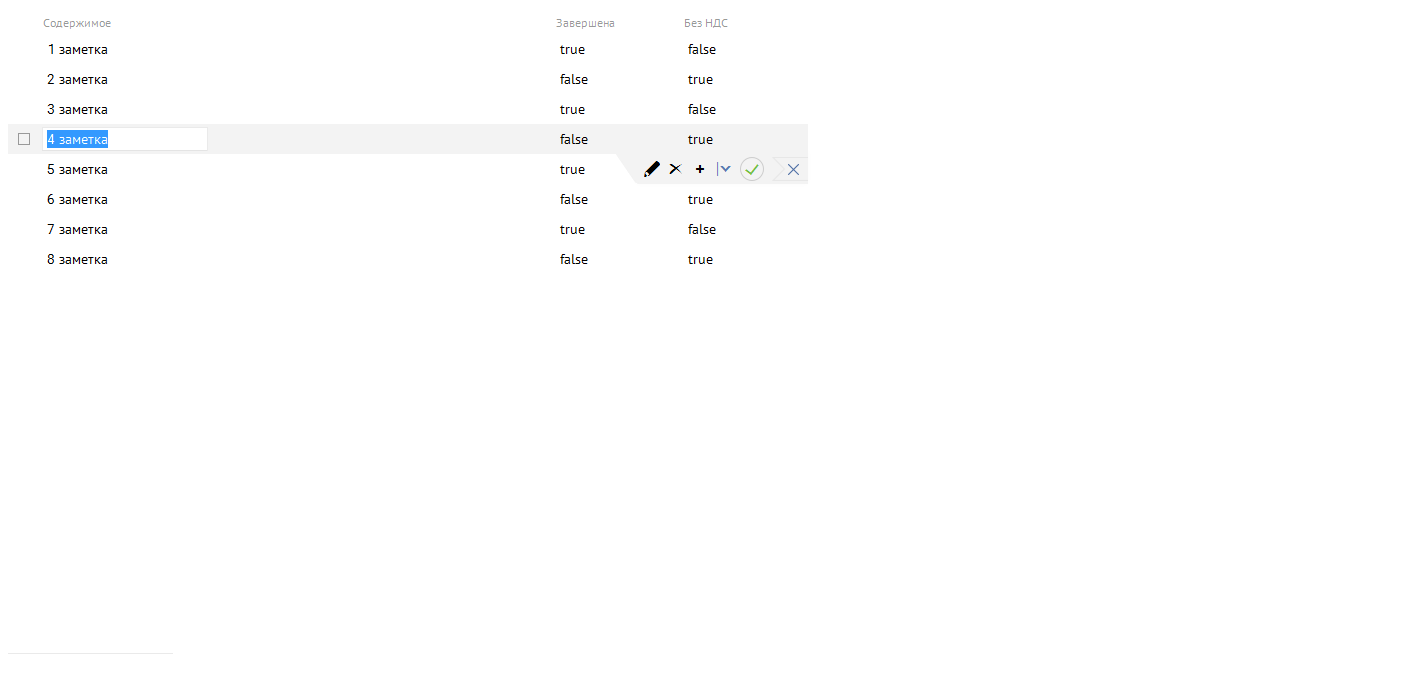 Содержимое Завершена Без НДС
1 заметка true false
2 заметка false true
3 заметка true false
4 заметка false true
5 заметка true
6 заметка false true
7 заметка true false
8 заметка false true